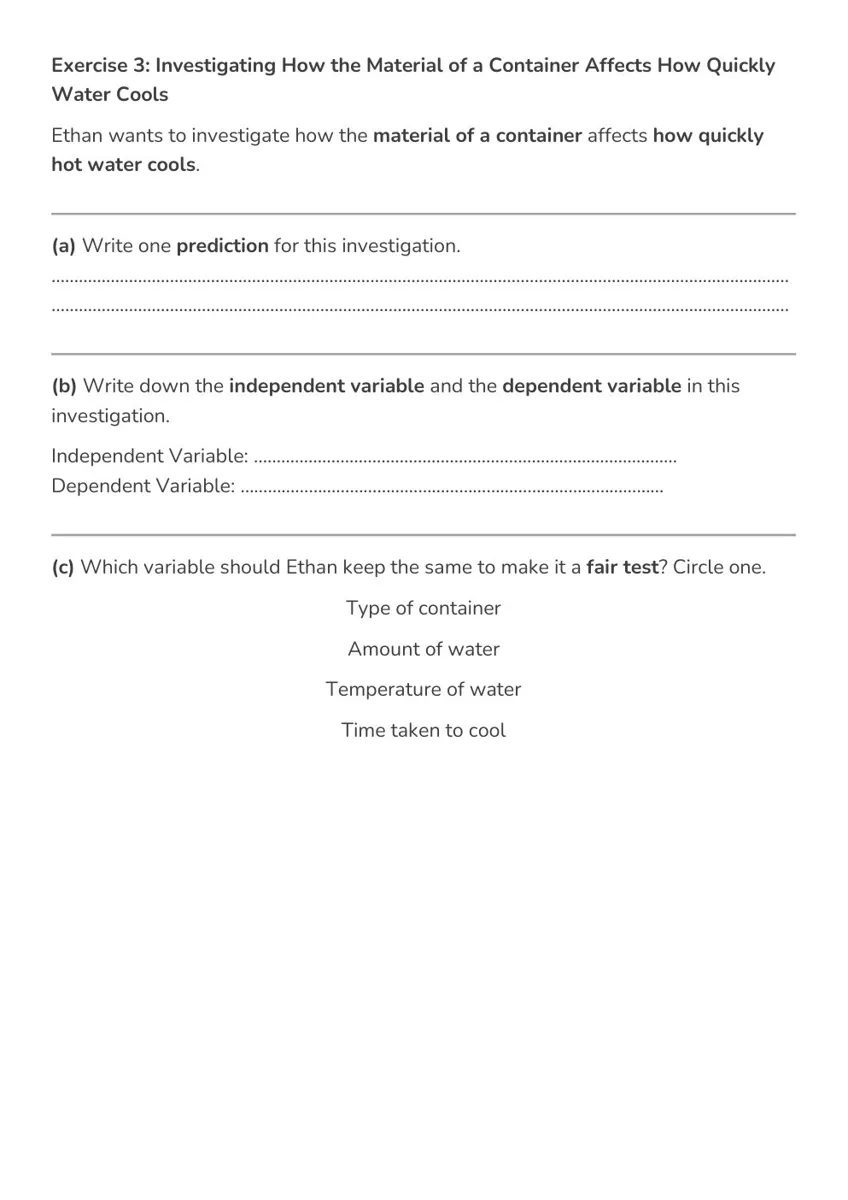 Exercise 3: Investigating How the Material of a Container Affects How Quickly
Water Cools
Ethan wants to investigate how the material of a container affects how quickly
hot water cools.
(a) Write one prediction for this investigation.
................................................................................................................................................................
................................................................................................................................................................
(b) Write down the independent variable and the dependent variable in this
investigation.
Independent Variable: .............................................................................................
Dependent Variable: .............................................................................................
(c) Which variable should Ethan keep the same to make it a fair test? Circle one.
Type of container
Amount of water
Temperature of water
Time taken to cool